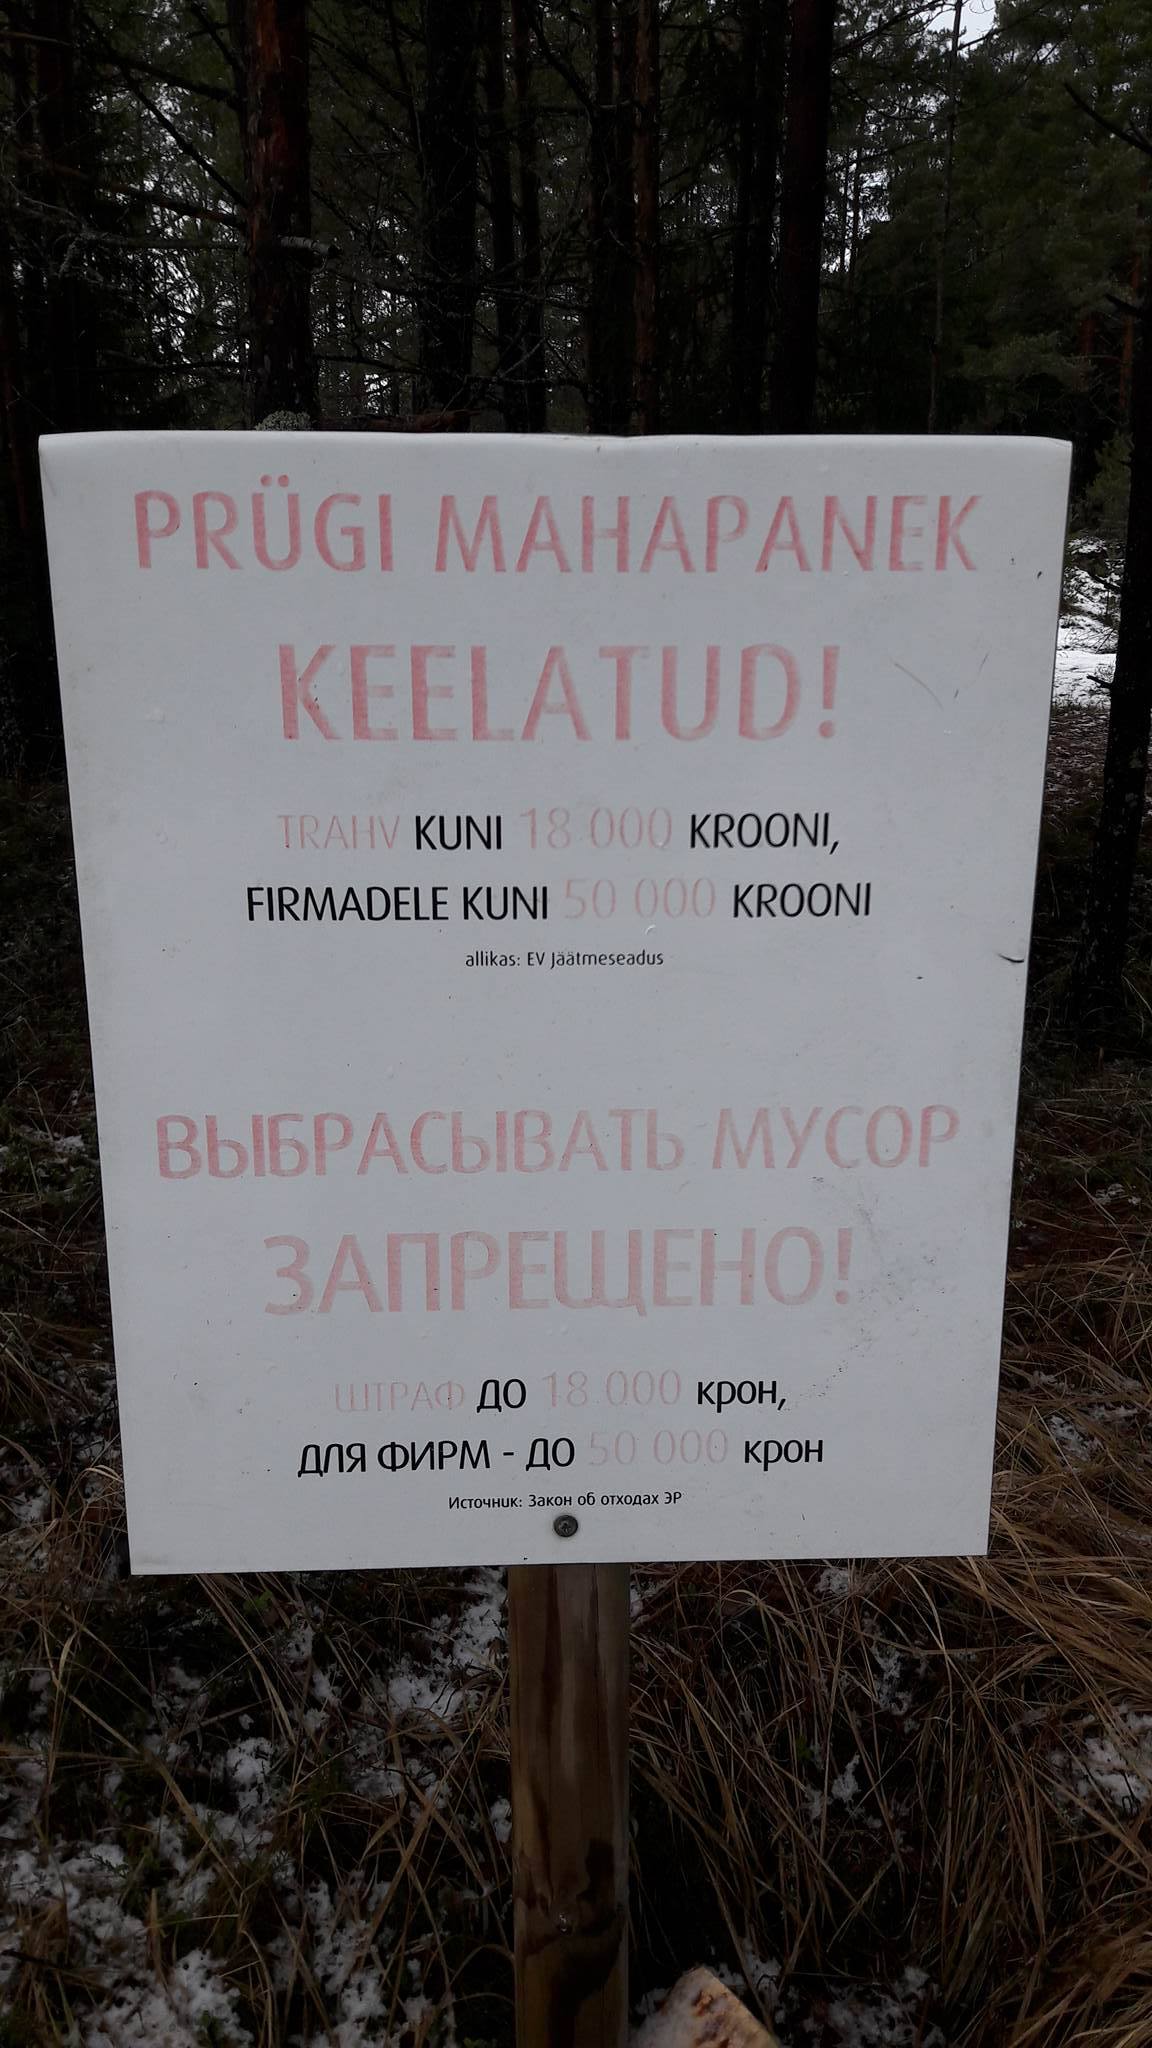 PRÜGI MAHAPANEK
KEELATUD!
TRAHV KUNI 18 000 KROONI,
FIRMADELE KUNI 50 000 KROONI
allikas: EV Jäätmeseadus
ВЫБРАСЫВАТЬ МУСОР
ЗАПРЕЩЕНО!
ШТРАФ ДО 18 000 крон,
ДЛЯ ФИРМ - ДО 50 000 крон
Источник: Закон об отходах ЭР